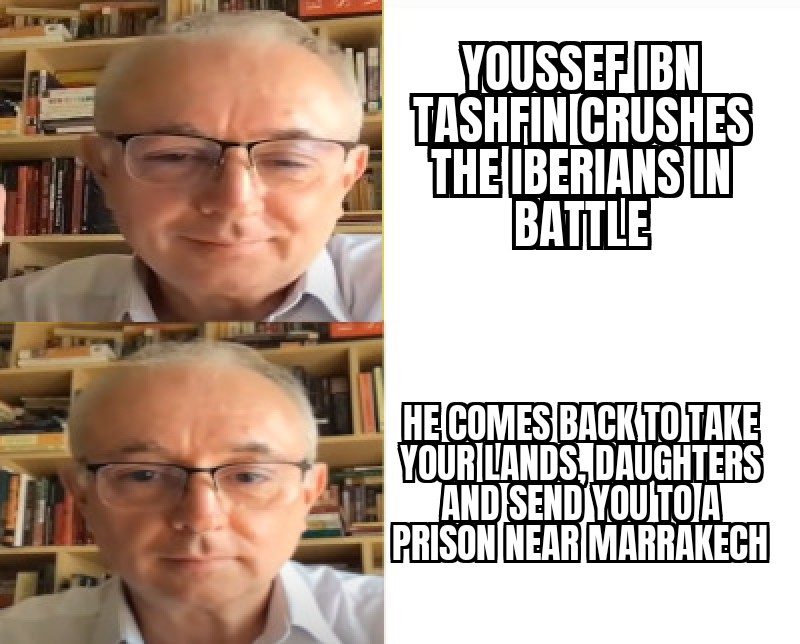 YOUSSEF IBN
TASHFIN CRUSHES
THE IBERIANS IN
BATTLE
HE COMES BACK TO TAKE
YOUR LANDS, DAUGHTERS
AND SEND YOU TO A
PRISON NEAR MARRAKECH